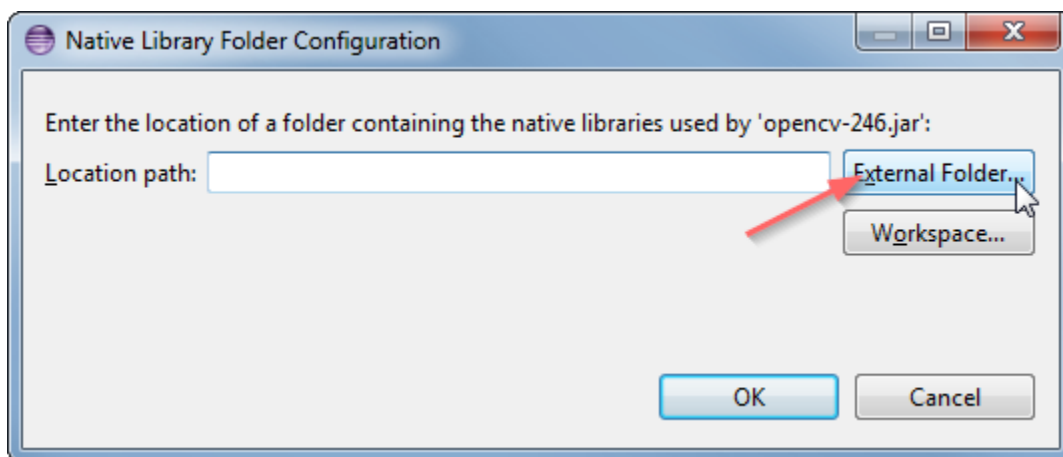 Native Library Folder Configuration
Enter the location of a folder containing the native libraries used by 'opencv-246.jar':
Location path: External Folder...
Workspace...
OK Cancel